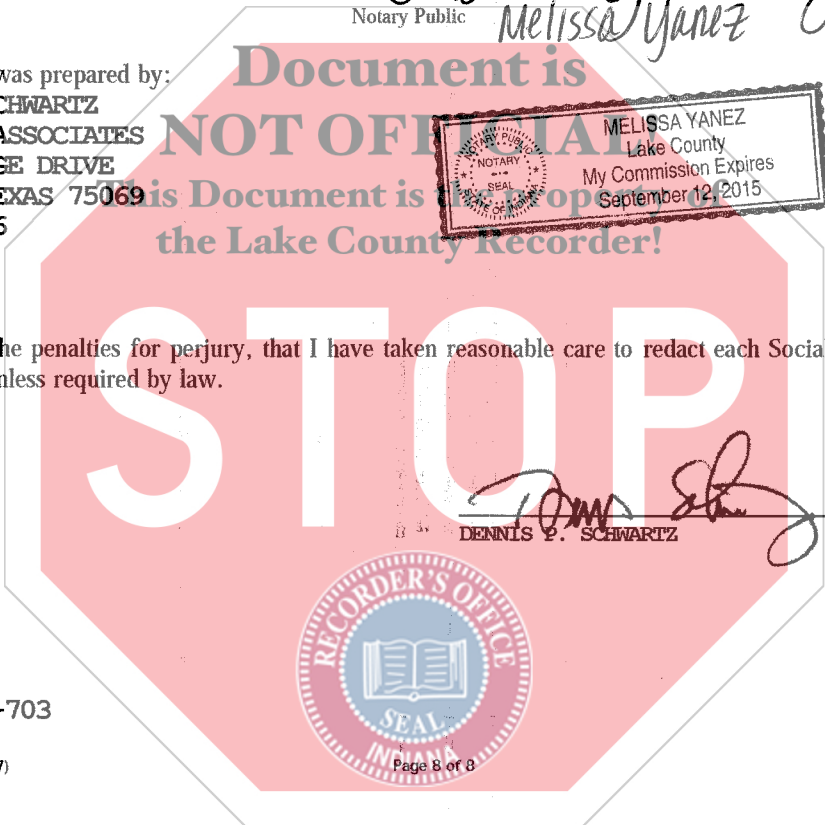 Notary Public
Melissa Yanez
Document is
was prepared by:
CHWARTZ
ASSOCIATES
NOT OFFICIAL
GE DRIVE
EXAS 75069
This Document is the property of
the Lake County Recorder!
MELISSA YANEZ
Lake County
My Commission Expires
September 12, 2015
NOTARY PUBLIC
NOTARY
SEAL
STATE OF INDIANA
STOP
he penalties for perjury, that I have taken reasonable care to redact each Social
nless required by law.
DENNIS P. SCHWARTZ
RECORDER'S OFFICE
SEAL
INDIANA
-703
7)
Page 8 of 8